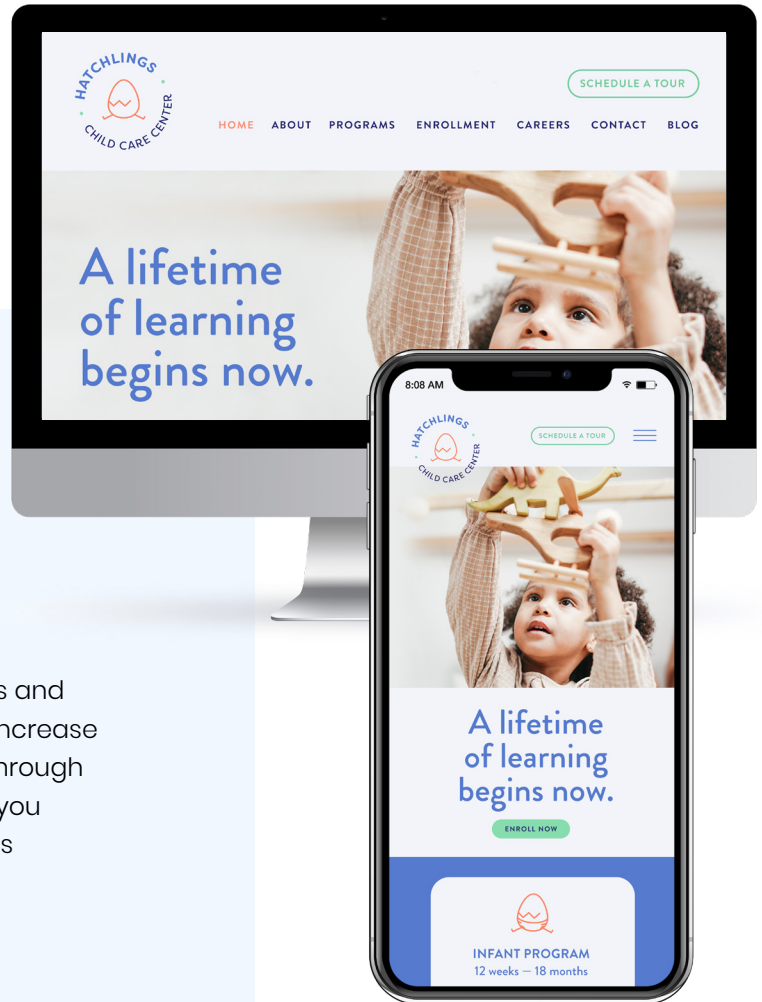 HATCHLINGS
CHILD CARE CENTER
SCHEDULE A TOUR
HOME ABOUT PROGRAMS ENROLLMENT CAREERS CONTACT BLOG
A lifetime
of learning
begins now.
8:08 AM
HATCHLINGS
CHILD CARE CENTER
SCHEDULE A TOUR
A lifetime
of learning
begins now.
ENROLL NOW
INFANT PROGRAM
12 weeks — 18 months
s and
ncrease
hrough
you
s